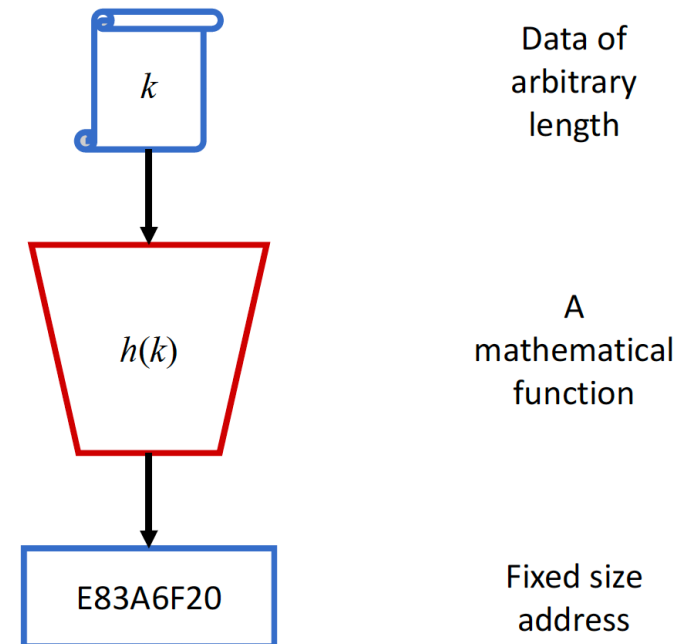 k
Data of
arbitrary
length
h(k)
A
mathematical
function
E83A6F20
Fixed size
address